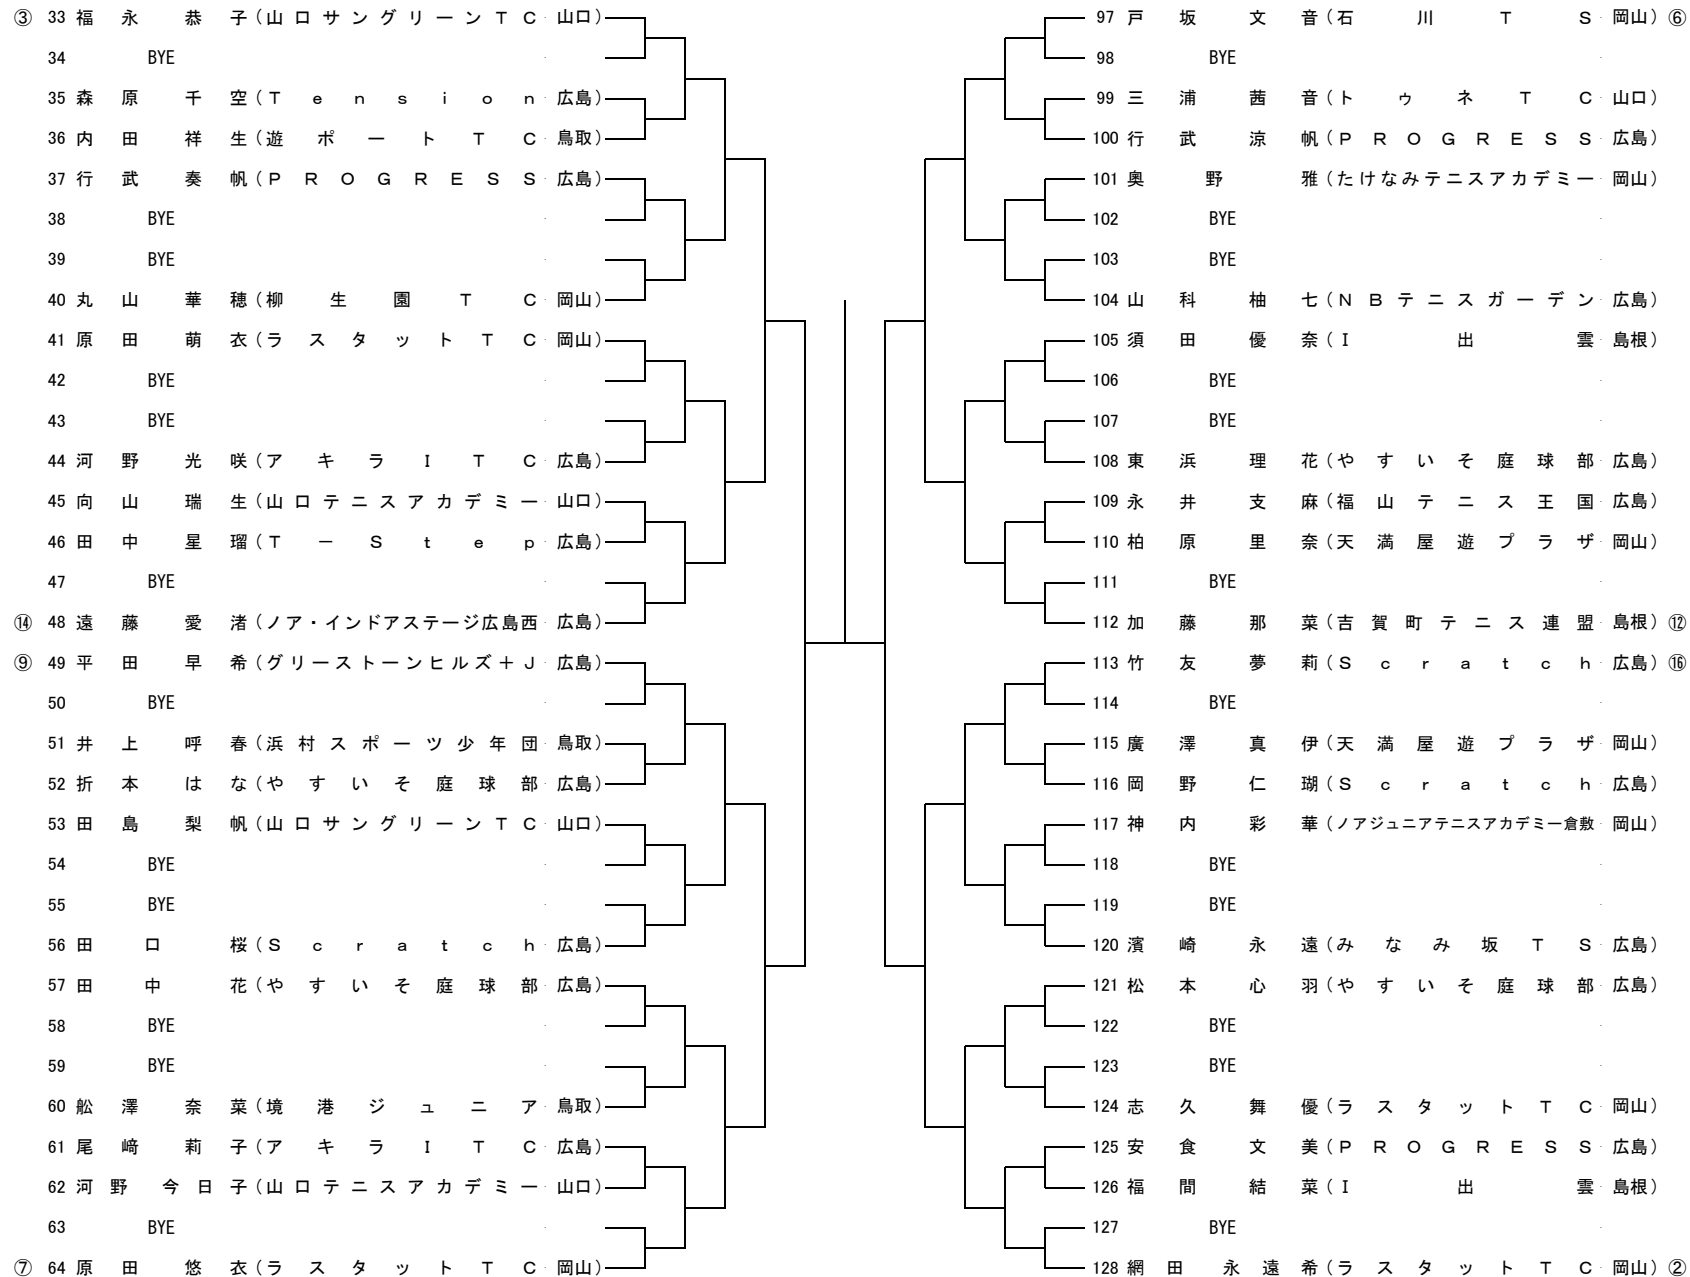 ③ 33 福永 恭子(山口サングリーンTC 山口)
34 BYE
35 森原 千空(Tension 広島)
36 内田 祥生(遊ポートTC 鳥取)
37 行武 奏帆(PROGRESS 広島)
38 BYE
39 BYE
40 丸山 華穂(柳生園TC 岡山)
41 原田 萌衣(ラスタットTC 岡山)
42 BYE
43 BYE
44 河野 光咲(アキラITC 広島)
45 向山 瑞生(山口テニスアカデミー 山口)
46 田中 星瑠(T－Step 広島)
47 BYE
⑭ 48 遠藤 愛渚(ノア・インドアステージ広島西 広島)
⑨ 49 平田 早希(グリーストーンヒルズ＋J 広島)
50 BYE
51 井上 呼春(浜村スポーツ少年団 鳥取)
52 折本 はな(やすいそ庭球部 広島)
53 田島 梨帆(山口サングリーンTC 山口)
54 BYE
55 BYE
56 田口 桜(Scratch 広島)
57 田中 花(やすいそ庭球部 広島)
58 BYE
59 BYE
60 舩澤 奈菜(境港ジュニア 鳥取)
61 尾﨑 莉子(アキラITC 広島)
62 河野 今日子(山口テニスアカデミー 山口)
63 BYE
⑦ 64 原田 悠衣(ラスタットTC 岡山)
97 戸坂 文音(石川TS 岡山) ⑥
98 BYE
99 三浦 茜音(トゥネTC 山口)
100 行武 涼帆(PROGRESS 広島)
101 奥野 雅(たけなみテニスアカデミー 岡山)
102 BYE
103 BYE
104 山科 柚七(NBテニスガーデン 広島)
105 須田 優奈(I出雲 島根)
106 BYE
107 BYE
108 東浜 理花(やすいそ庭球部 広島)
109 永井 支麻(福山テニス王国 広島)
110 柏原 里奈(天満屋遊プラザ 岡山)
111 BYE
112 加藤 那菜(吉賀町テニス連盟 島根) ⑫
113 竹友 夢莉(Scratch 広島) ⑯
114 BYE
115 廣澤 真伊(天満屋遊プラザ 岡山)
116 岡野 仁瑚(Scratch 広島)
117 神内 彩華(ノアジュニアテニスアカデミー倉敷 岡山)
118 BYE
119 BYE
120 濱崎 永遠(みなみ坂TS 広島)
121 松本 心羽(やすいそ庭球部 広島)
122 BYE
123 BYE
124 志久 舞優(ラスタットTC 岡山)
125 安食 文美(PROGRESS 広島)
126 福間 結菜(I出雲 島根)
127 BYE
128 網田 永遠希(ラスタットTC 岡山) ②